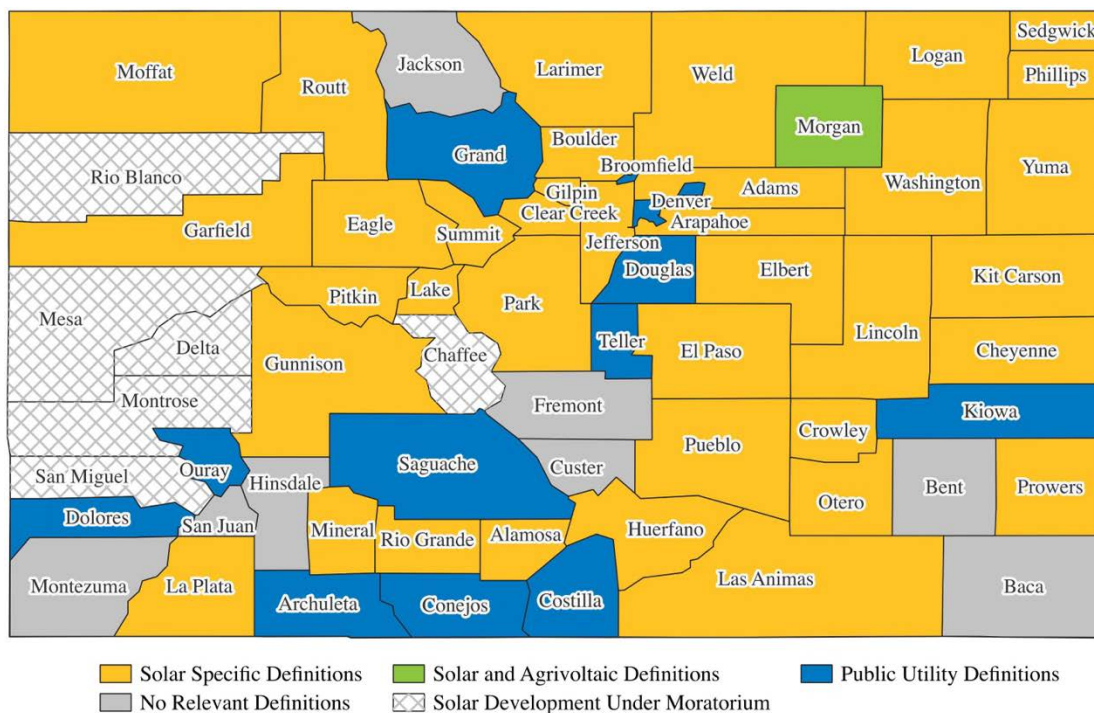 Sedgwick
Logan
Jackson
Larimer
Weld
Moffat
Routt
Phillips
Morgan
Boulder
Grand
Broomfield
Yuma
Rio Blanco
Gilpin
Adams
Washington
Denver
Clear Creek
Eagle
Arapahoe
Garfield
Summit
Jefferson
Douglas
Elbert
Kit Carson
Lake
Pitkin
Park
Mesa
Lincoln
Teller
Delta
Chaffee
El Paso
Cheyenne
Gunnison
Montrose
Fremont
Kiowa
Crowley
Pueblo
Ouray
Saguache
San Miguel
Custer
Hinsdale
Bent
Prowers
Otero
Dolores
San Juan
Mineral
Huerfano
Rio Grande
Alamosa
Las Animas
Montezuma
La Plata
Baca
Archuleta
Conejos
Costilla
Solar Specific Definitions
Solar and Agrivoltaic Definitions
Public Utility Definitions
No Relevant Definitions
Solar Development Under Moratorium